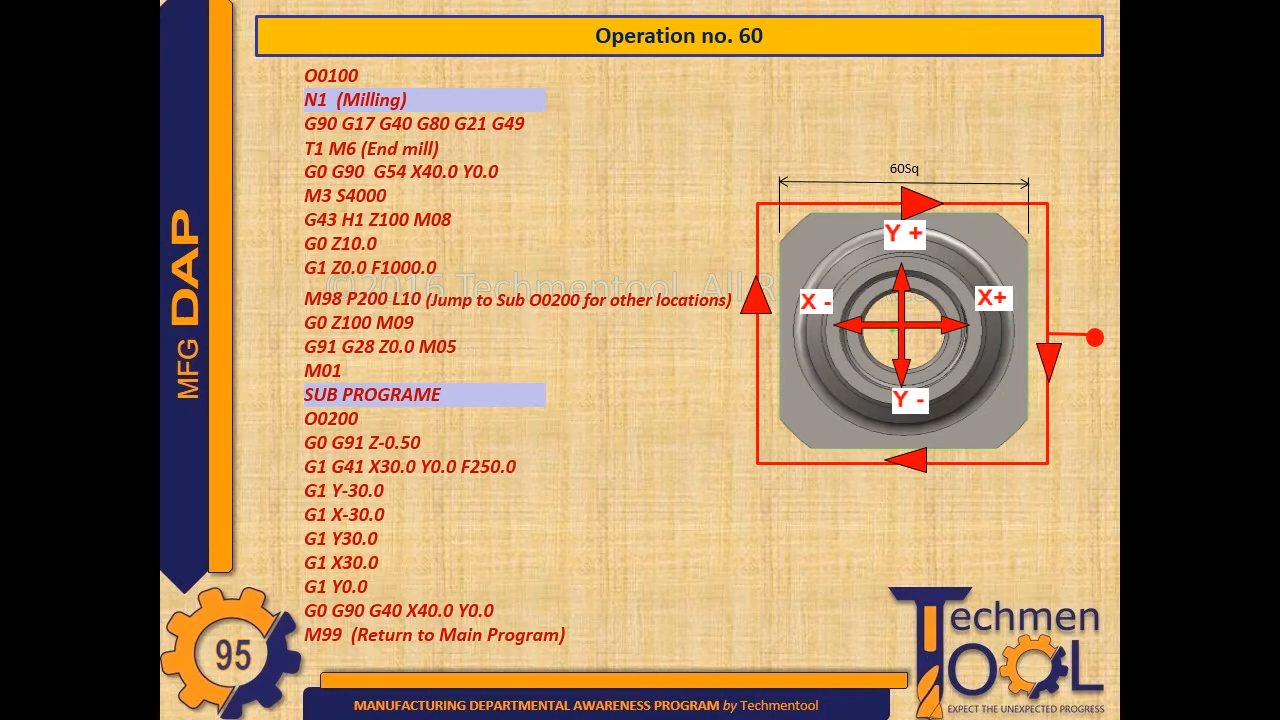 Operation no. 60
O0100
N1 (Milling)
G90 G17 G40 G80 G21 G49
T1 M6 (End mill)
G0 G90 G54 X40.0 Y0.0
M3 S4000
G43 H1 Z100 M08
G0 Z10.0
G1 Z0.0 F1000.0
©2016 Techmentool. All R
M98 P200 L10 (Jump to Sub O0200 for other locations)
G0 Z100 M09
G91 G28 Z0.0 M05
M01
SUB PROGRAME
O0200
G0 G91 Z-0.50
G1 G41 X30.0 Y0.0 F250.0
G1 Y-30.0
G1 X-30.0
G1 Y30.0
G1 X30.0
G1 Y0.0
G0 G90 G40 X40.0 Y0.0
M99 (Return to Main Program)
60Sq
Y +
X -
X+
Y -
MFG DAP
95
Techmen
TOOL
EXPECT THE UNEXPECTED PROGRESS
MANUFACTURING DEPARTMENTAL AWARENESS PROGRAM by Techmentool